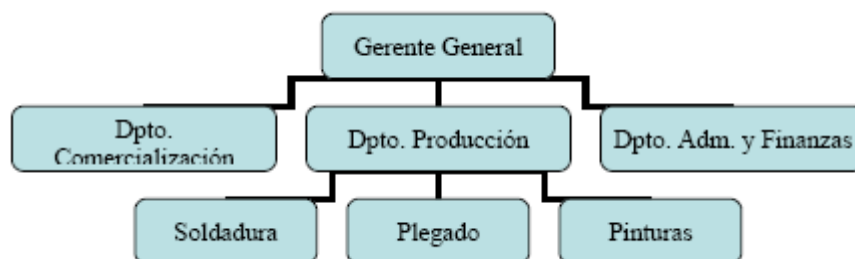 Gerente General
Dpto.
Comercialización
Dpto. Producción
Dpto. Adm. y Finanzas
Soldadura
Plegado
Pinturas